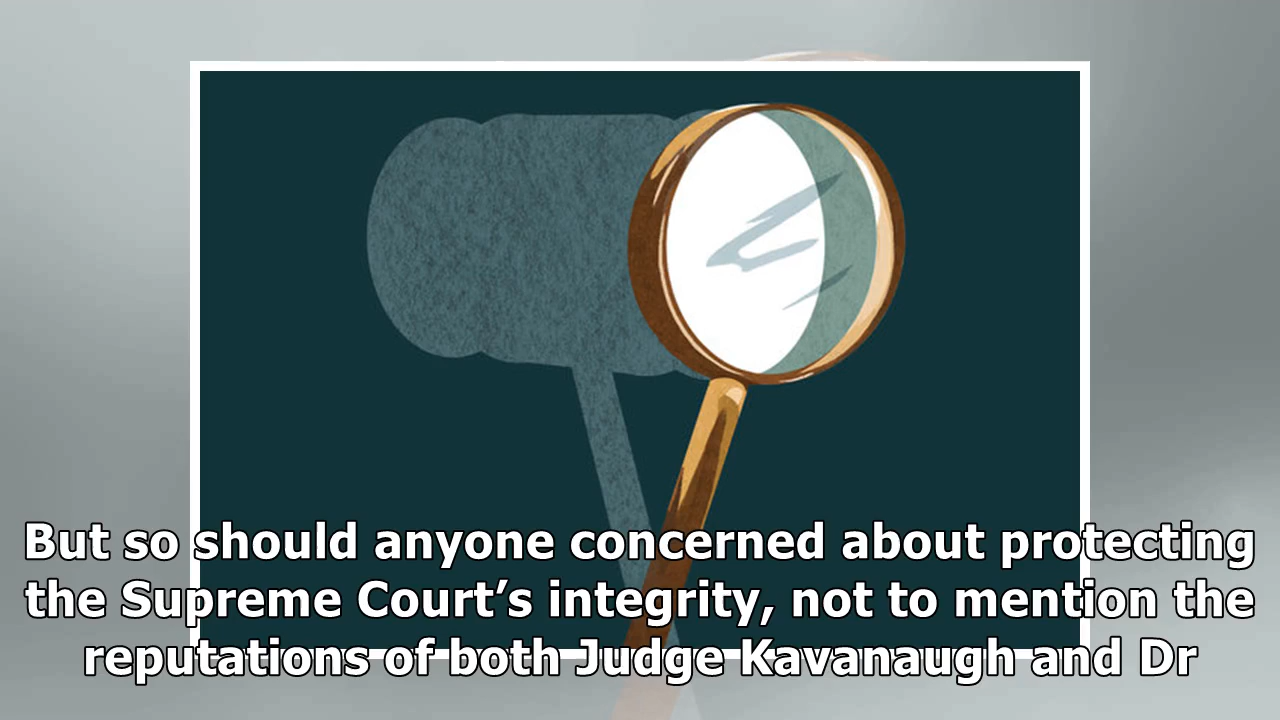 But so should anyone concerned about protecting
the Supreme Court’s integrity, not to mention the
reputations of both Judge Kavanaugh and Dr